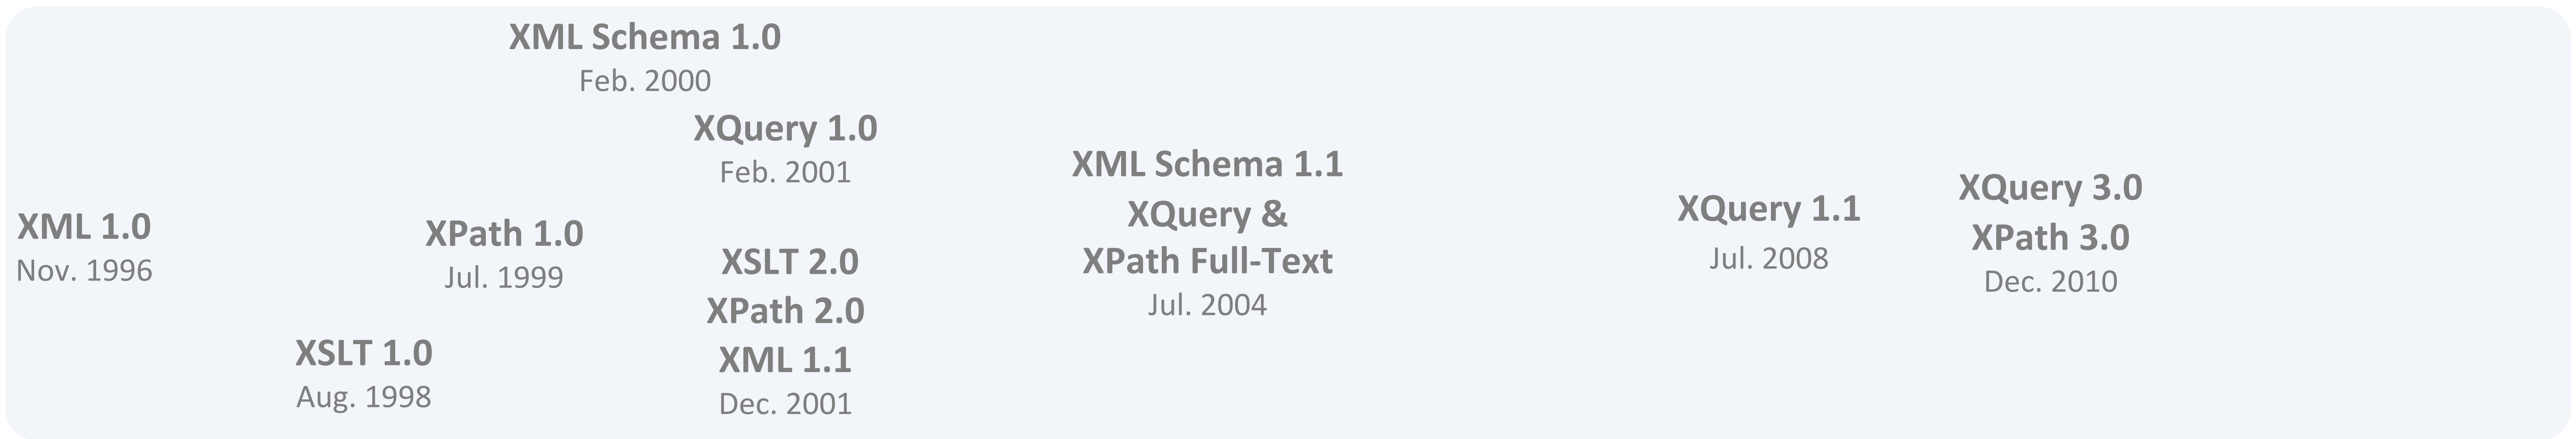 XML 1.0
Nov. 1996
XSLT 1.0
Aug. 1998
XPath 1.0
Jul. 1999
XML Schema 1.0
Feb. 2000
XQuery 1.0
Feb. 2001
XSLT 2.0
XPath 2.0
XML 1.1
Dec. 2001
XML Schema 1.1
XQuery &
XPath Full-Text
Jul. 2004
XQuery 1.1
Jul. 2008
XQuery 3.0
XPath 3.0
Dec. 2010